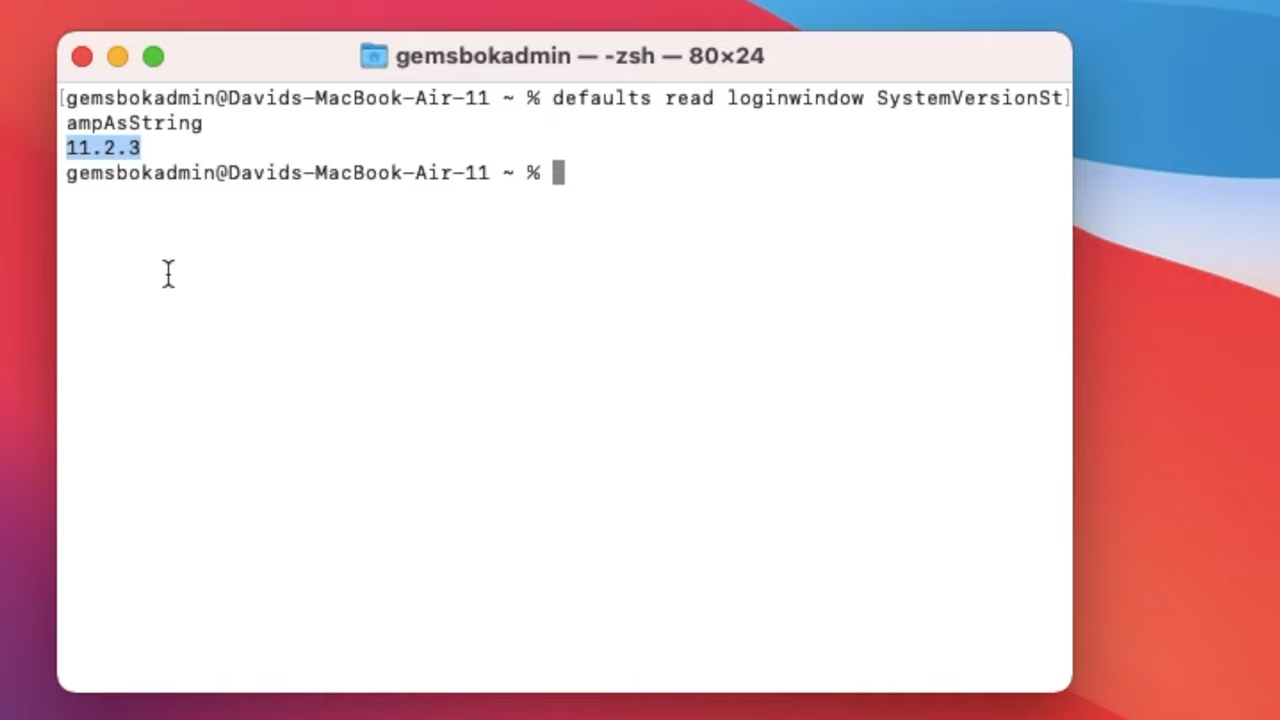 gemsbokadmin — -zsh — 80×24
[gemsbokadmin@Davids-MacBook-Air-11 ~ % defaults read loginwindow SystemVersionSt]
ampAsString
11.2.3
gemsbokadmin@Davids-MacBook-Air-11 ~ %